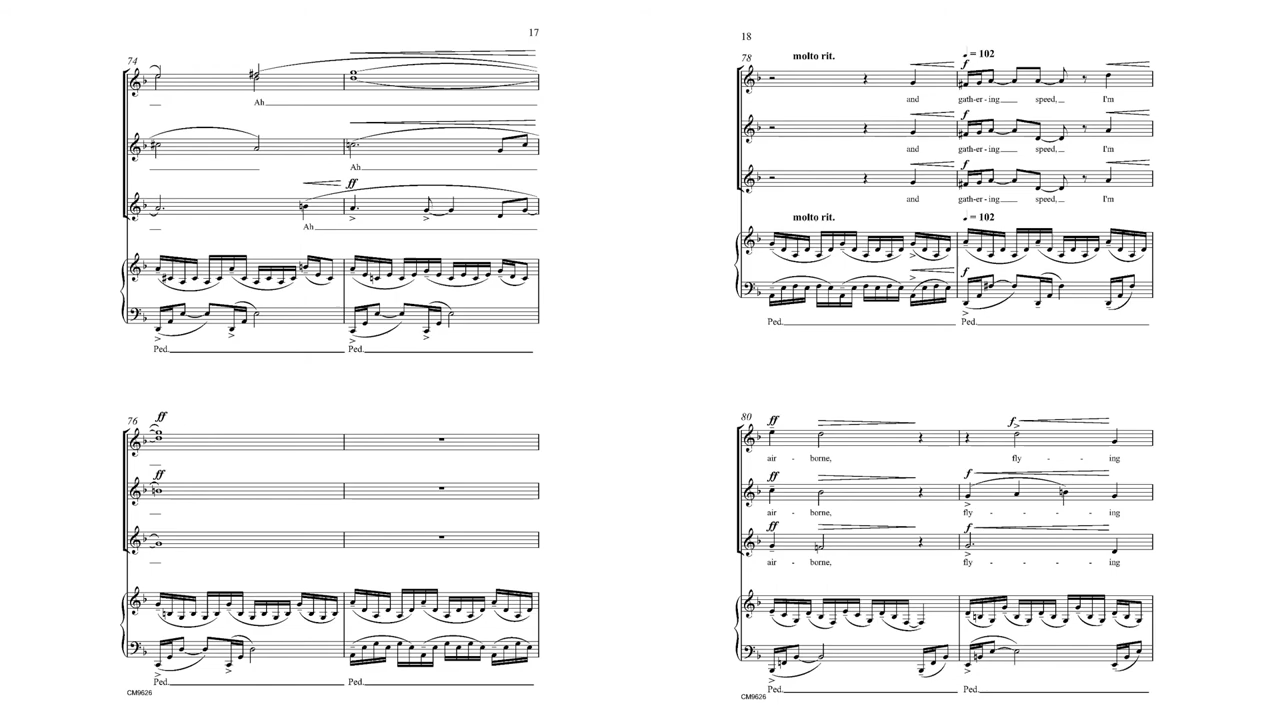 17
74
Ah
Ah
ff
Ah
Ped.
Ped.
76
ff
ff
Ped.
Ped.
CM9626
18
78
molto rit.
♩ = 102
f
and gath-er - ing speed, I'm
f
and gath-er - ing speed, I'm
f
and gath-er - ing speed, I'm
molto rit.
♩ = 102
f
Ped.
Ped.
80
ff
f
air - borne, fly - - ing
ff
f
air - borne, fly - - - - ing
ff
f
air - borne, fly - - - - ing
Ped.
Ped.
CM9626